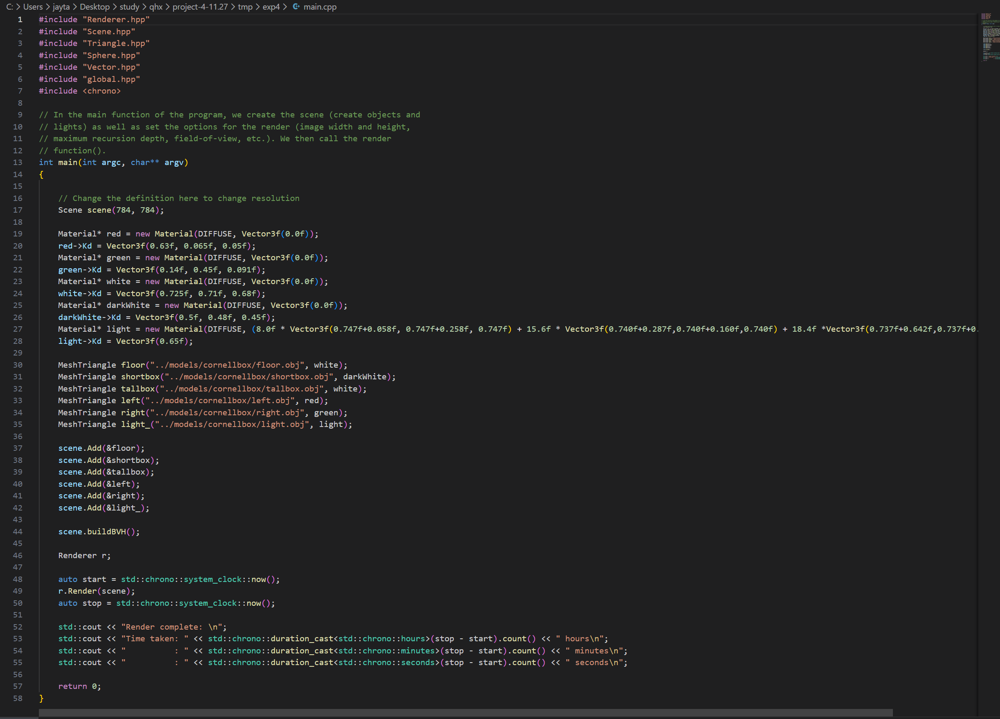 C: > Users > jayta > Desktop > study > qhx > project-4-11.27 > tmp > exp4 > main.cpp
1 #include "Renderer.hpp"
2 #include "Scene.hpp"
3 #include "Triangle.hpp"
4 #include "Sphere.hpp"
5 #include "Vector.hpp"
6 #include "global.hpp"
7 #include <chrono>
8
9 // In the main function of the program, we create the scene (create objects and
10 // lights) as well as set the options for the render (image width and height,
11 // maximum recursion depth, field-of-view, etc.). We then call the render
12 // function().
13 int main(int argc, char** argv)
14 {
15
16     // Change the definition here to change resolution
17     Scene scene(784, 784);
18
19     Material* red = new Material(DIFFUSE, Vector3f(0.0f));
20     red->Kd = Vector3f(0.63f, 0.065f, 0.05f);
21     Material* green = new Material(DIFFUSE, Vector3f(0.0f));
22     green->Kd = Vector3f(0.14f, 0.45f, 0.091f);
23     Material* white = new Material(DIFFUSE, Vector3f(0.0f));
24     white->Kd = Vector3f(0.725f, 0.71f, 0.68f);
25     Material* darkWhite = new Material(DIFFUSE, Vector3f(0.0f));
26     darkWhite->Kd = Vector3f(0.5f, 0.48f, 0.45f);
27     Material* light = new Material(DIFFUSE, (8.0f * Vector3f(0.747f+0.058f, 0.747f+0.258f, 0.747f) + 15.6f * Vector3f(0.740f+0.287f,0.740f+0.160f,0.740f) + 18.4f *Vector3f(0.737f+0.642f,0.737f+0.
28     light->Kd = Vector3f(0.65f);
29
30     MeshTriangle floor("../models/cornellbox/floor.obj", white);
31     MeshTriangle shortbox("../models/cornellbox/shortbox.obj", darkWhite);
32     MeshTriangle tallbox("../models/cornellbox/tallbox.obj", white);
33     MeshTriangle left("../models/cornellbox/left.obj", red);
34     MeshTriangle right("../models/cornellbox/right.obj", green);
35     MeshTriangle light_("../models/cornellbox/light.obj", light);
36
37     scene.Add(&floor);
38     scene.Add(&shortbox);
39     scene.Add(&tallbox);
40     scene.Add(&left);
41     scene.Add(&right);
42     scene.Add(&light_);
43
44     scene.buildBVH();
45
46     Renderer r;
47
48     auto start = std::chrono::system_clock::now();
49     r.Render(scene);
50     auto stop = std::chrono::system_clock::now();
51
52     std::cout << "Render complete: \n";
53     std::cout << "Time taken: " << std::chrono::duration_cast<std::chrono::hours>(stop - start).count() << " hours\n";
54     std::cout << "          : " << std::chrono::duration_cast<std::chrono::minutes>(stop - start).count() << " minutes\n";
55     std::cout << "          : " << std::chrono::duration_cast<std::chrono::seconds>(stop - start).count() << " seconds\n";
56
57     return 0;
58 }